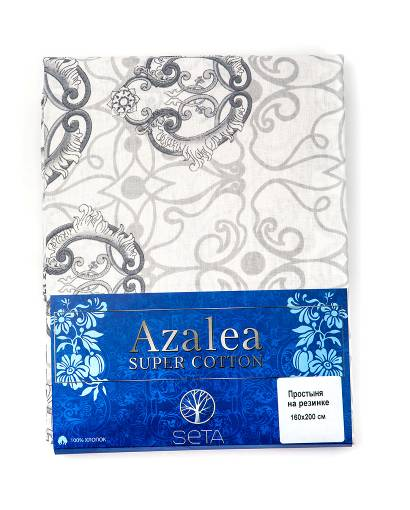 Azalea
SUPER COTTON
SETA
100% ХЛОПОК
Простыня
на резинке
160x200 см